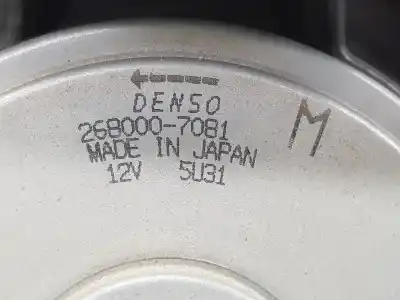 DENSO
268000-7081
M
MADE IN JAPAN
12V 5U31